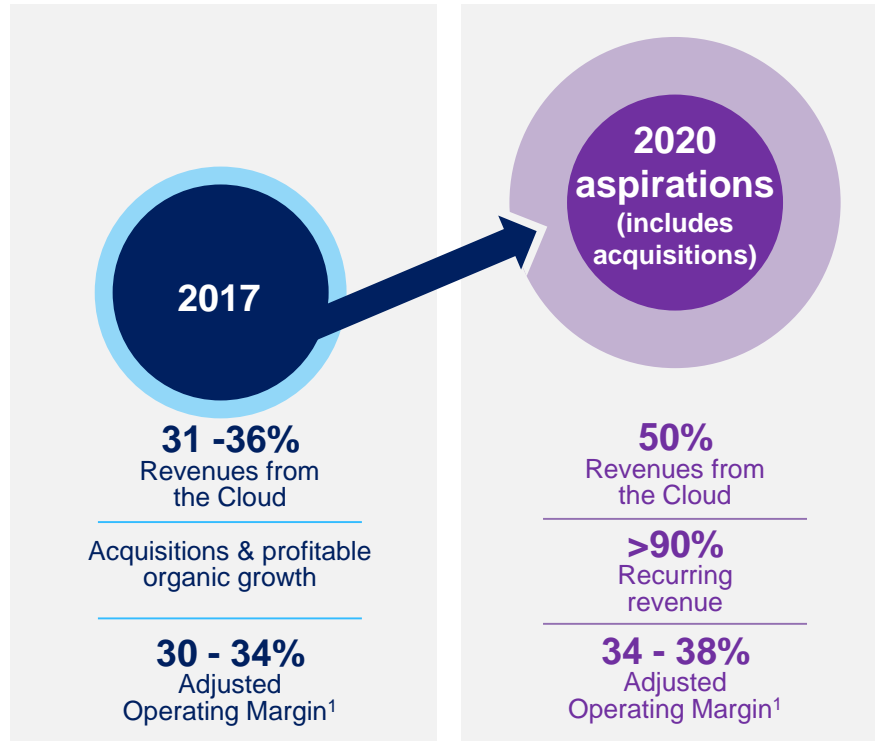 2017
31 -36%
Revenues from
the Cloud
Acquisitions & profitable
organic growth
30 - 34%
Adjusted
Operating Margin¹
2020
aspirations
(includes
acquisitions)
50%
Revenues from
the Cloud
>90%
Recurring
revenue
34 - 38%
Adjusted
Operating Margin¹